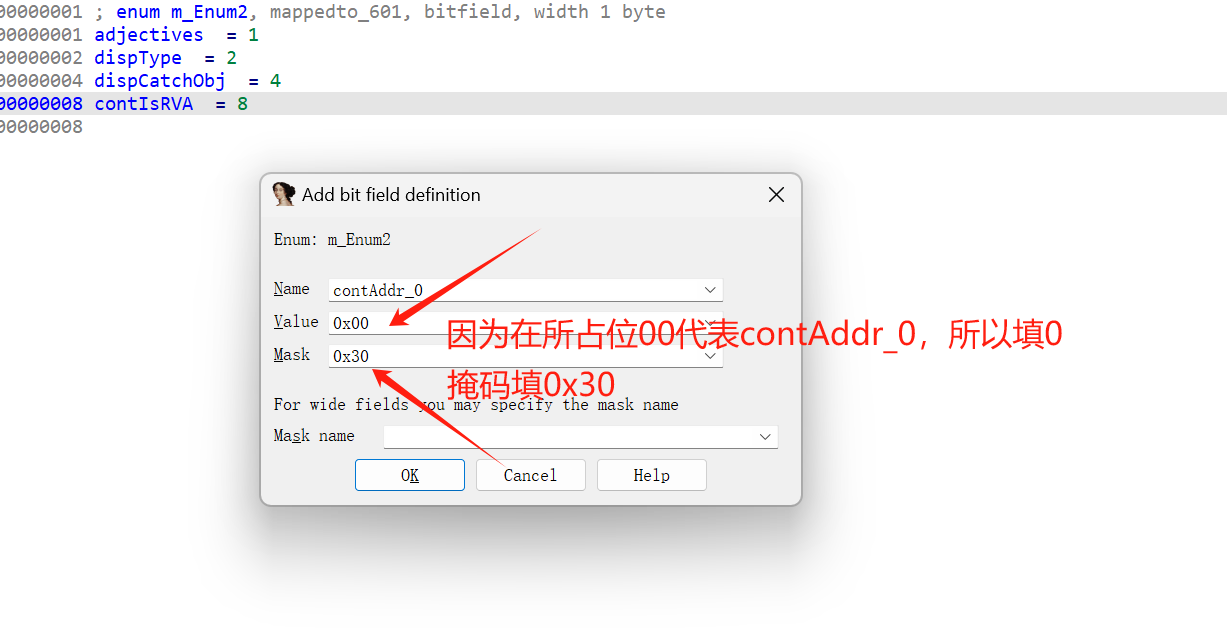 00000001 ; enum m_Enum2, mappedto_601, bitfield, width 1 byte
00000001 adjectives = 1
00000002 dispType = 2
00000004 dispCatchObj = 4
00000008 contIsRVA = 8
00000008
Add bit field definition
Enum: m_Enum2
Name contAddr_0
Value 0x00
因为在所占位00代表contAddr_0，所以填0
Mask 0x30
掩码填0x30
For wide fields you may specify the mask name
Mask name
OK Cancel Help